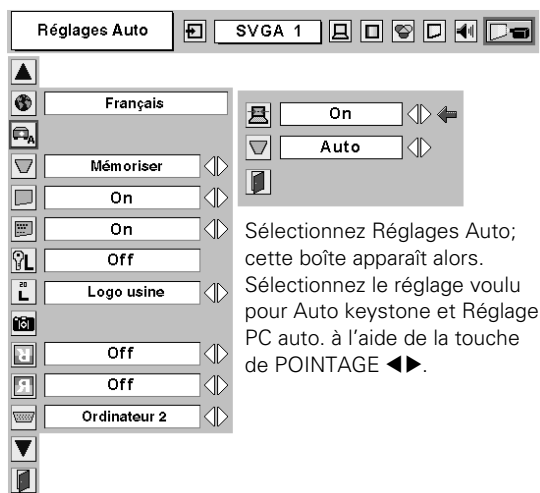 Réglages Auto
SVGA 1
Français
Mémoriser
On
On
Off
Logo usine
Off
Off
Ordinateur 2
On
Auto
Sélectionnez Réglages Auto;
cette boîte apparaît alors.
Sélectionnez le réglage voulu
pour Auto keystone et Réglage
PC auto. à l’aide de la touche
de POINTAGE ◀▶.